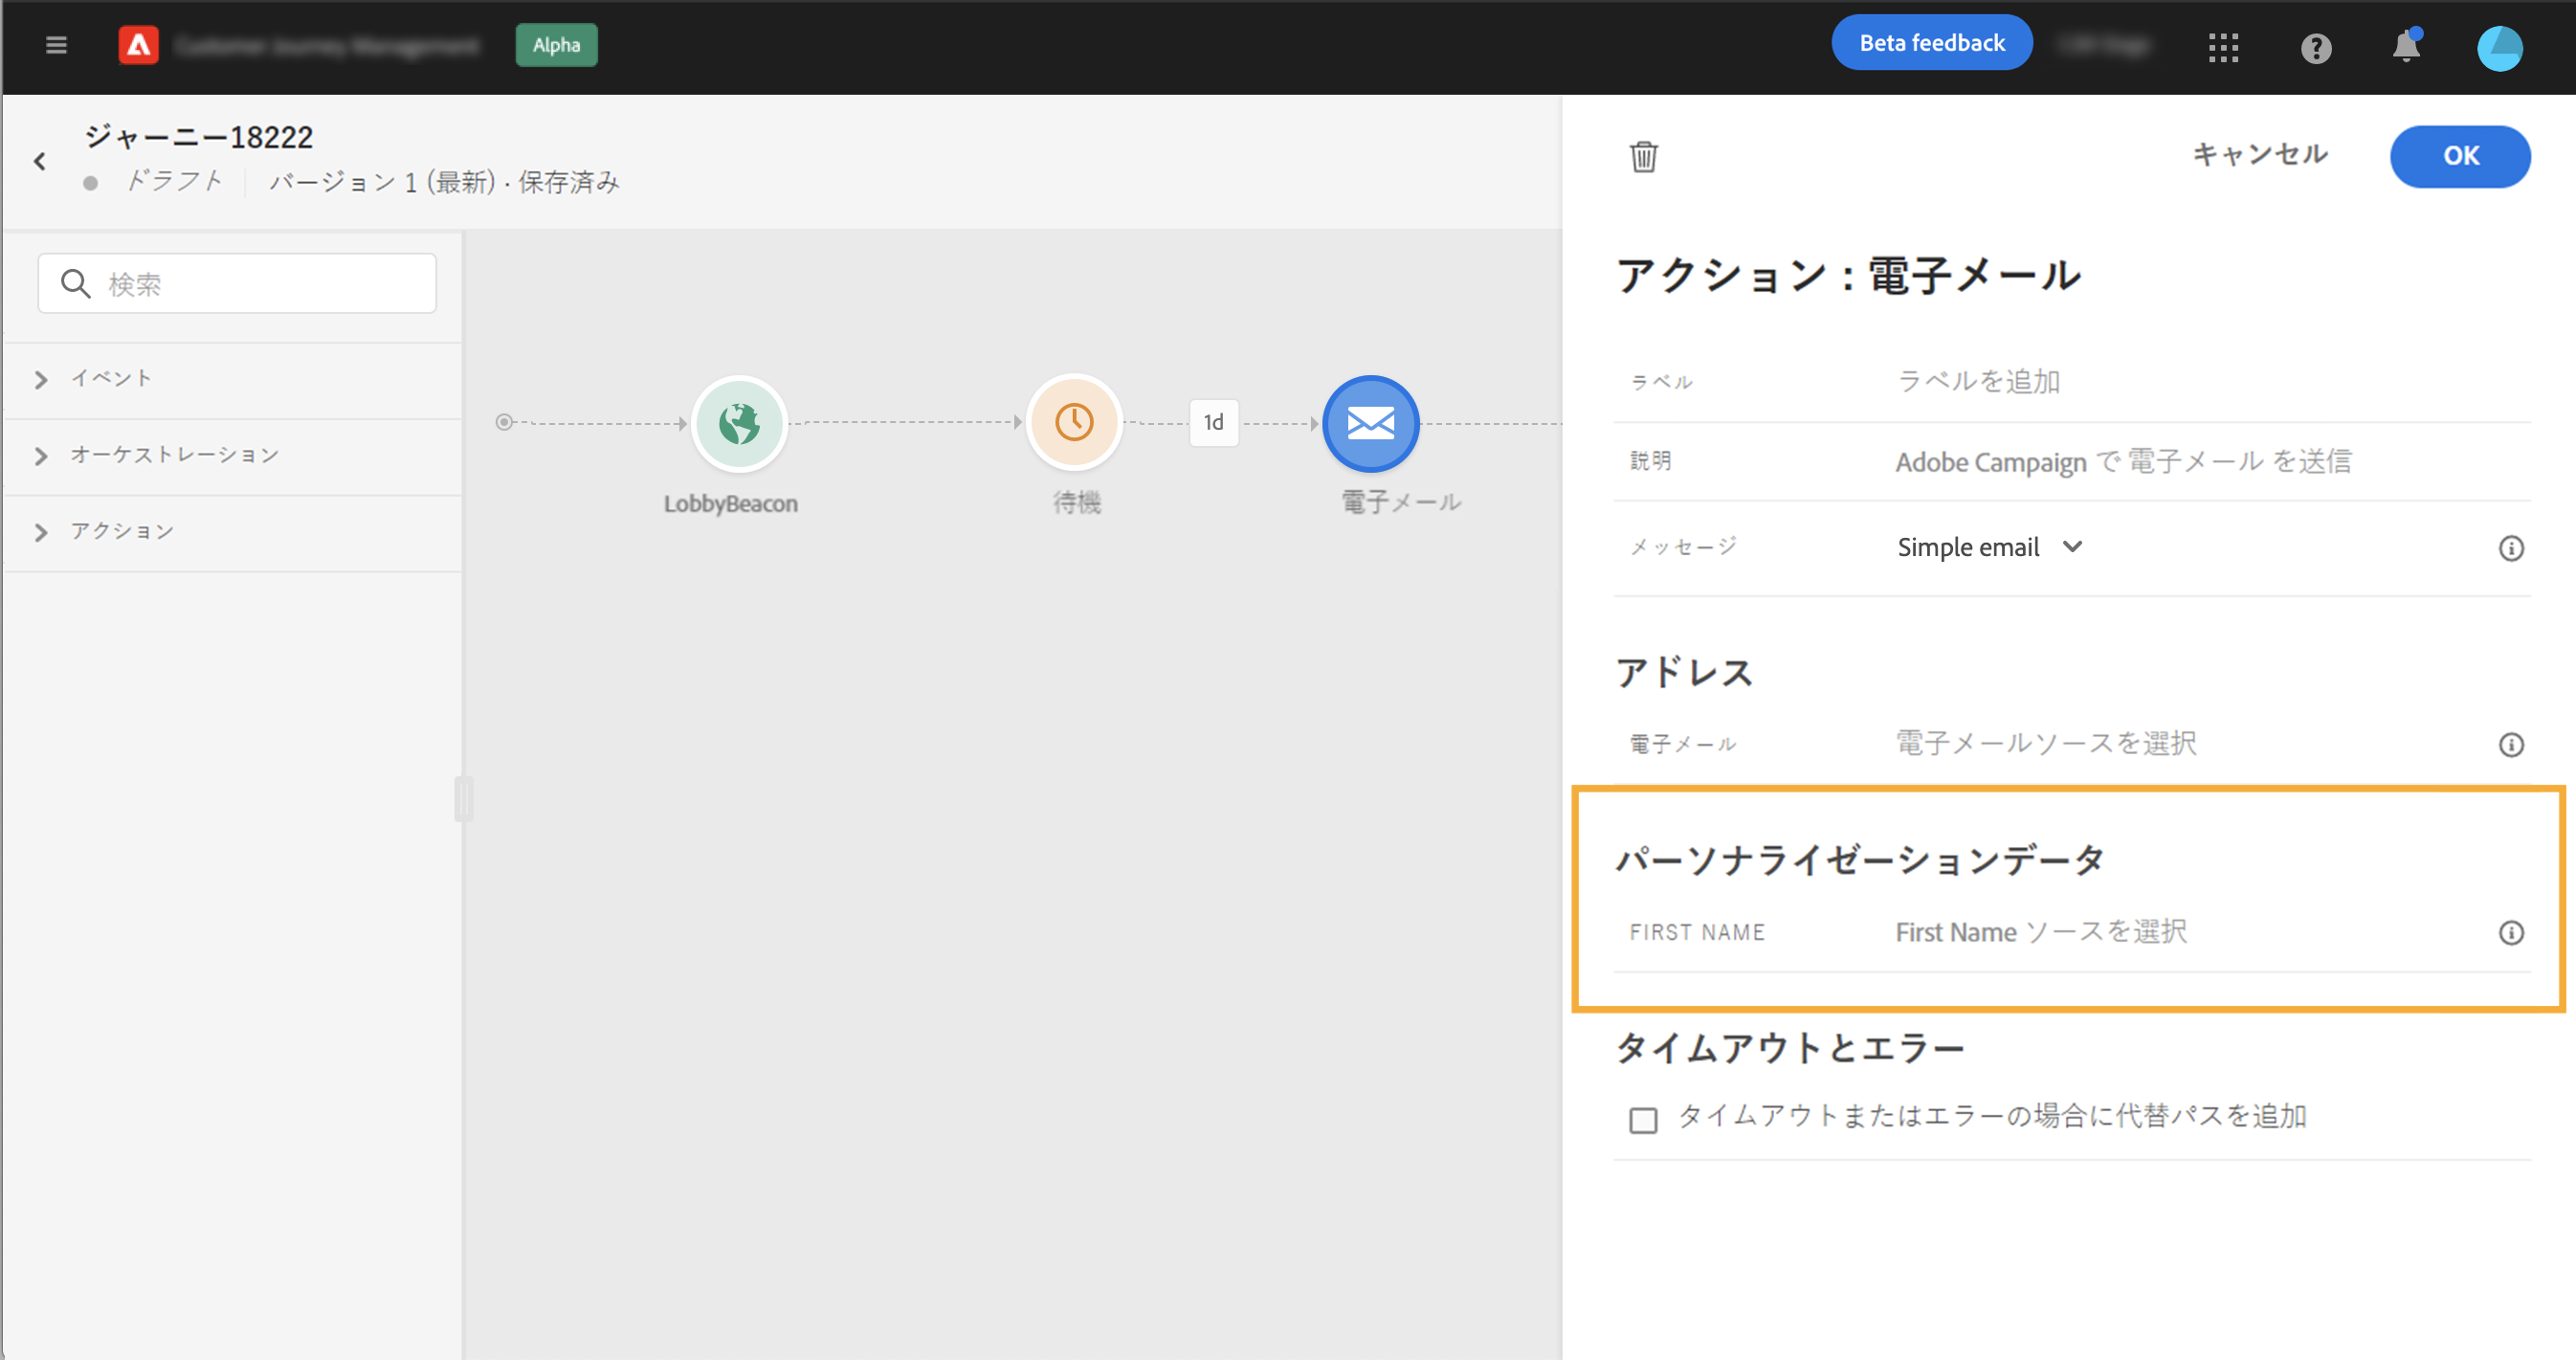 Alpha
Beta feedback
ジャーニー18222
ドラフト
バージョン 1 (最新) · 保存済み
キャンセル
OK
検索
イベント
オーケストレーション
アクション
LobbyBeacon
待機
1d
電子メール
アクション : 電子メール
ラベル
ラベルを追加
説明
Adobe Campaign で 電子メール を送信
メッセージ
Simple email
アドレス
電子メール
電子メールソースを選択
パーソナライゼーションデータ
FIRST NAME
First Name ソースを選択
タイムアウトとエラー
タイムアウトまたはエラーの場合に代替パスを追加